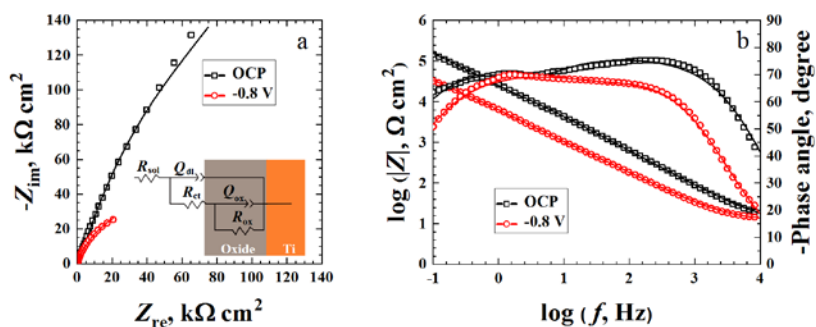 a
-Z_im, kΩ cm²
140
120
100
80
60
40
20
0
OCP
-0.8 V
R_sol
Q_dl
R_ct
Q_ox
R_ox
Oxide
Ti
0 20 40 60 80 100 120 140
Z_re, kΩ cm²
b
log (|Z|, Ω cm²)
6
5
4
3
2
1
0
OCP
-0.8 V
-1 0 1 2 3 4
log (f, Hz)
90
80
70
60
50
40
30
20
10
0
-Phase angle, degree